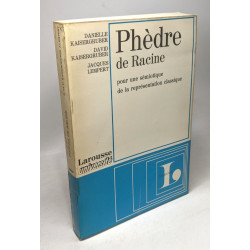 DANIELLE
KAISERGRUBER
DAVID
KAISERGRUBER
JACQUES
LEMPERT
Phèdre
de Racine
pour une sémiotique
de la représentation classique
Larousse
université
L